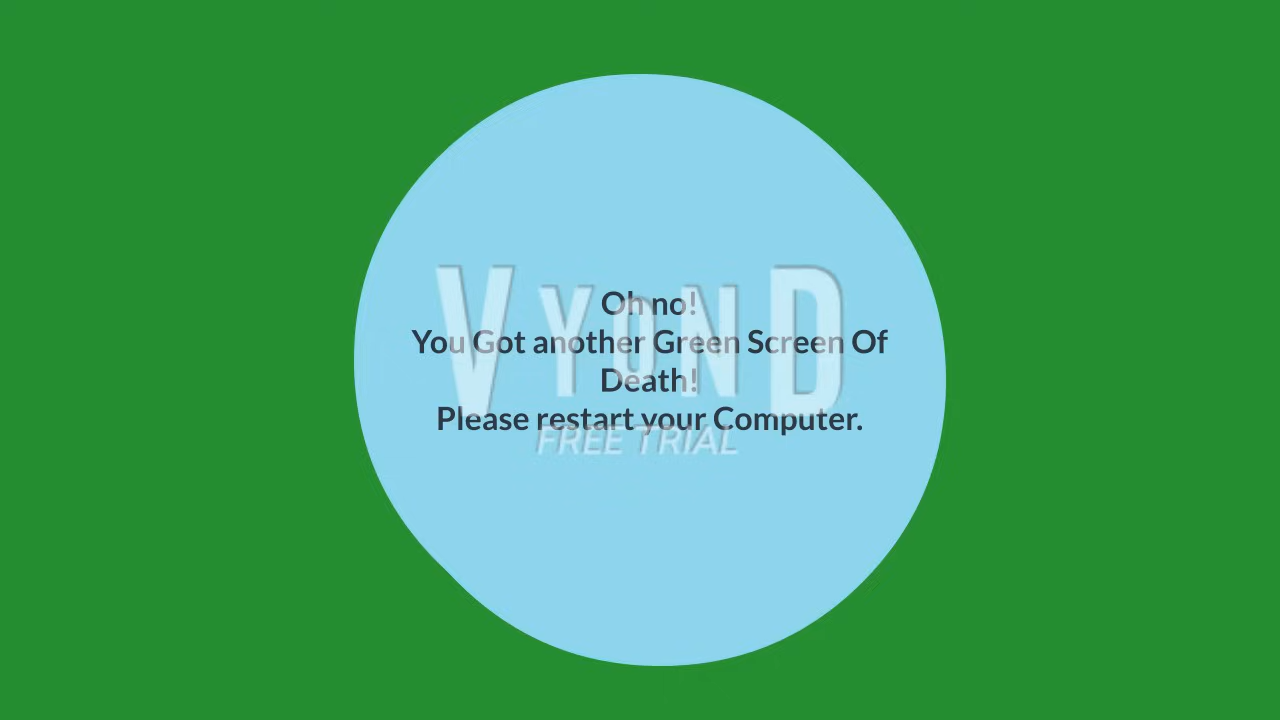 Oh no!
You Got another Green Screen Of
Death!
Please restart your Computer.
VYOND
FREE TRIAL